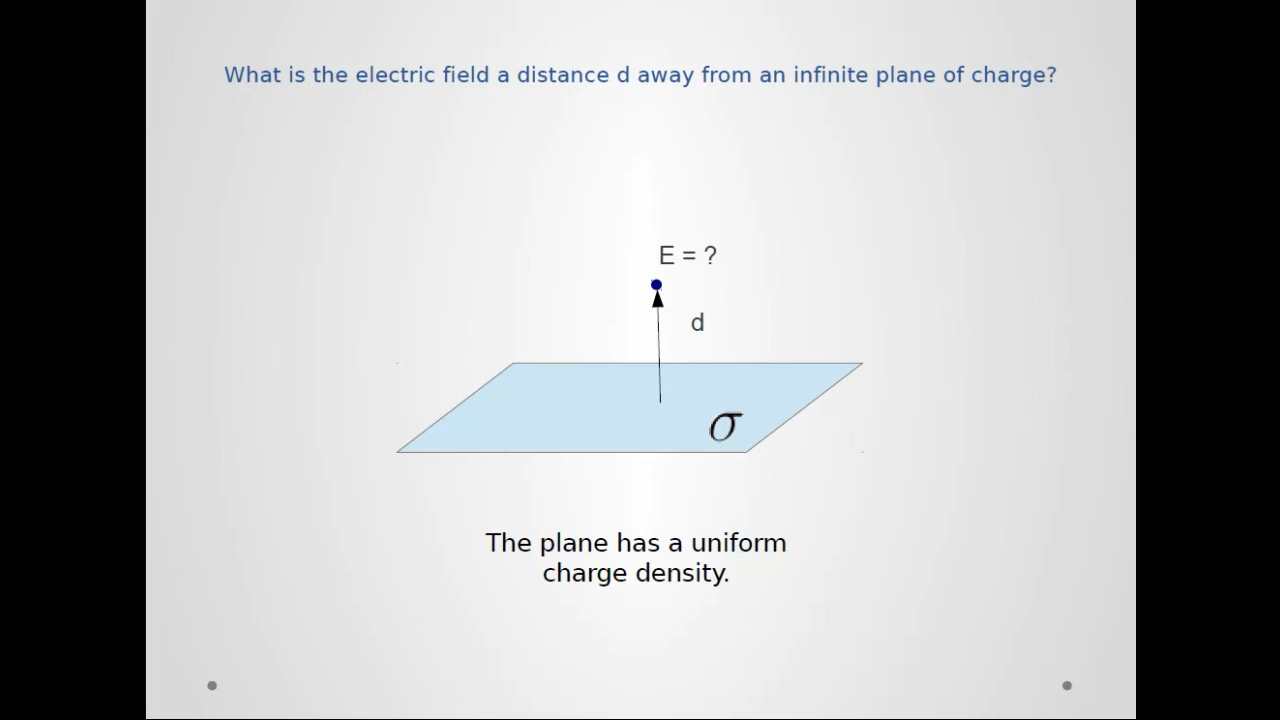 What is the electric field a distance d away from an infinite plane of charge?
E = ?
d
σ
The plane has a uniform
charge density.